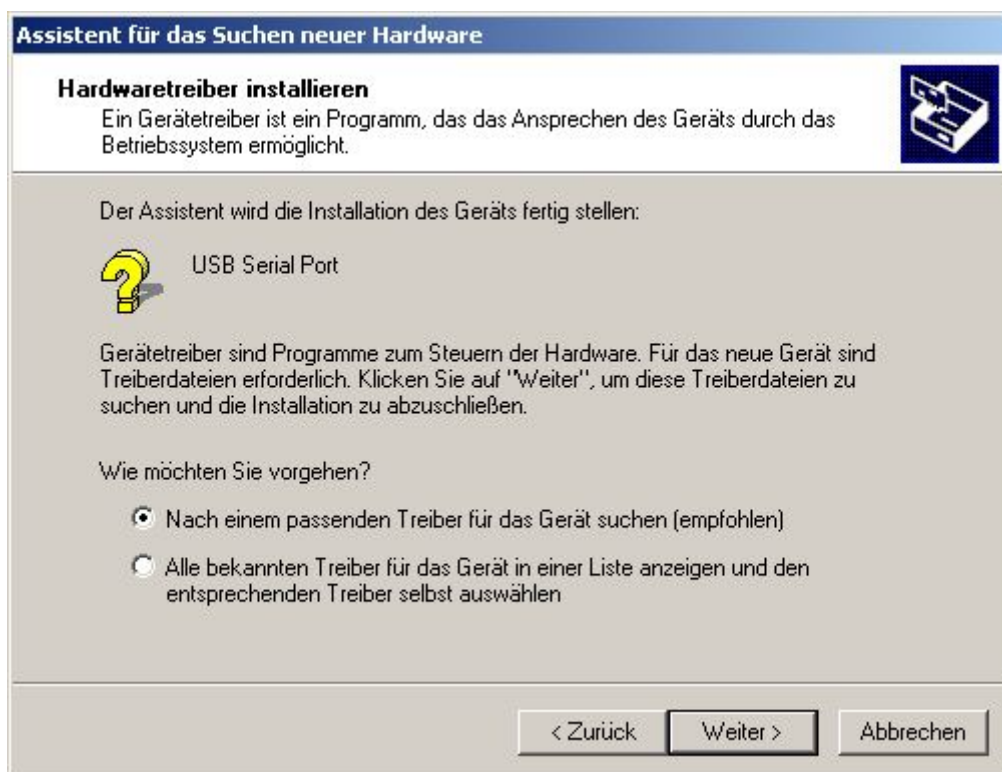 Assistent für das Suchen neuer Hardware
Hardwaretreiber installieren
Ein Gerätetreiber ist ein Programm, das das Ansprechen des Geräts durch das
Betriebssystem ermöglicht.
Der Assistent wird die Installation des Geräts fertig stellen:
USB Serial Port
Gerätetreiber sind Programme zum Steuern der Hardware. Für das neue Gerät sind
Treiberdateien erforderlich. Klicken Sie auf "Weiter", um diese Treiberdateien zu
suchen und die Installation zu abzuschließen.
Wie möchten Sie vorgehen?
Nach einem passenden Treiber für das Gerät suchen (empfohlen)
Alle bekannten Treiber für das Gerät in einer Liste anzeigen und den
entsprechenden Treiber selbst auswählen
< Zurück Weiter > Abbrechen